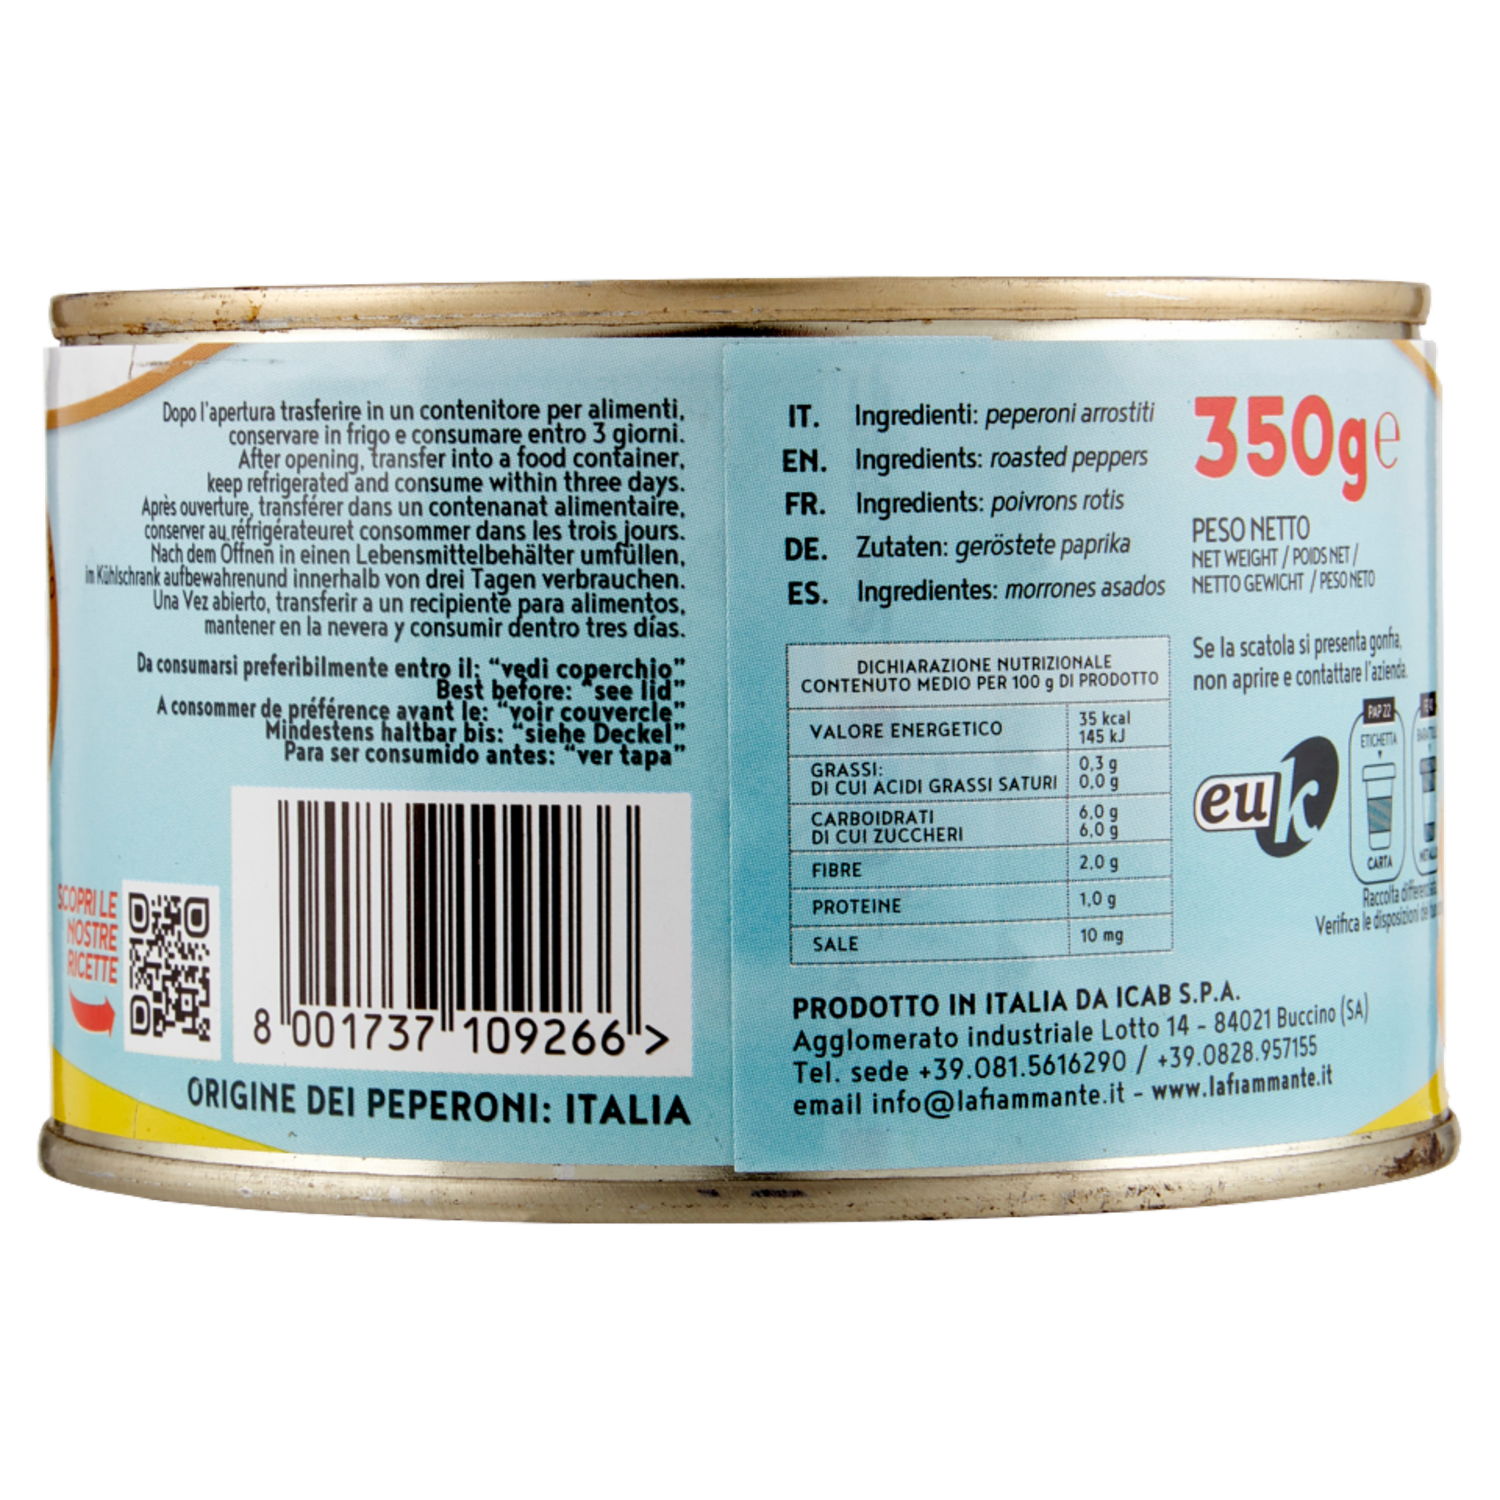 Dopo l'apertura trasferire in un contenitore per alimenti,
conservare in frigo e consumare entro 3 giorni.
After opening, transfer into a food container,
keep refrigerated and consume within three days.
Après ouverture, transférer dans un contenanat alimentaire,
conserver au réfrigérateuret consommer dans les trois jours.
Nach dem Öffnen in einen Lebensmittelbehälter umfüllen,
im Kühlschrank aufbewahrenund innerhalb von drei Tagen verbrauchen.
Una Vez abierto, transferir a un recipiente para alimentos,
mantener en la nevera y consumir dentro tres días.
Da consumarsi preferibilmente entro il: “vedi coperchio”
Best before: “see lid”
A consommer de préférence avant le: “voir couvercle”
Mindestens haltbar bis: “siehe Deckel”
Para ser consumido antes: “ver tapa”
SCOPRI LE
NOSTRE
RICETTE
8 001737 109266 >
ORIGINE DEI PEPERONI: ITALIA
IT. Ingredienti: peperoni arrostiti
EN. Ingredients: roasted peppers
FR. Ingredients: poivrons rotis
DE. Zutaten: geröstete paprika
ES. Ingredientes: morrones asados
DICHIARAZIONE NUTRIZIONALE
CONTENUTO MEDIO PER 100 g DI PRODOTTO
VALORE ENERGETICO 35 kcal
145 kJ
GRASSI: 0,3 g
DI CUI ACIDI GRASSI SATURI 0,0 g
CARBOIDRATI 6,0 g
DI CUI ZUCCHERI 6,0 g
FIBRE 2,0 g
PROTEINE 1,0 g
SALE 10 mg
PRODOTTO IN ITALIA DA ICAB S.P.A.
Agglomerato industriale Lotto 14 - 84021 Buccino (SA)
Tel. sede +39.081.5616290 / +39.0828.957155
email info@lafiammante.it - www.lafiammante.it
350g e
PESO NETTO
NET WEIGHT / POIDS NET /
NETTO GEWICHT / PESO NETO
Se la scatola si presenta gonfia,
non aprire e contattare l'azienda.
euk
PAP 22
ETICHETTA
CARTA
Raccolta
Verifica le disposizioni del